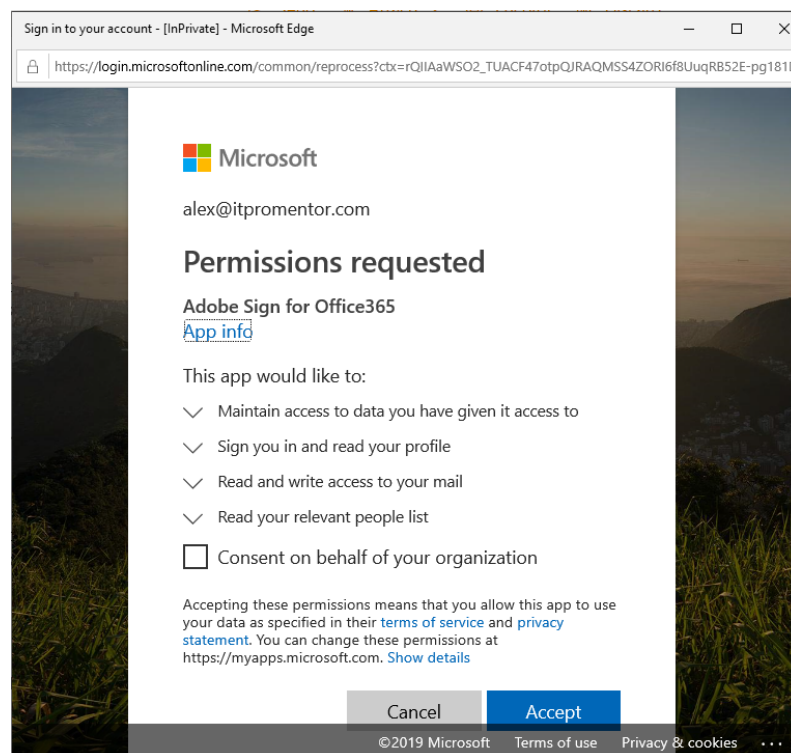 Sign in to your account - [InPrivate] - Microsoft Edge
https://login.microsoftonline.com/common/reprocess?ctx=rQIIAaWSO2_TUACF47otpQJRAQMSS4ZORI6f8UuqRB52E-pg181
Microsoft
alex@itpromentor.com
Permissions requested
Adobe Sign for Office365
App info
This app would like to:
Maintain access to data you have given it access to
Sign you in and read your profile
Read and write access to your mail
Read your relevant people list
Consent on behalf of your organization
Accepting these permissions means that you allow this app to use
your data as specified in their terms of service and privacy
statement. You can change these permissions at
https://myapps.microsoft.com. Show details
Cancel Accept
©2019 Microsoft Terms of use Privacy & cookies ...